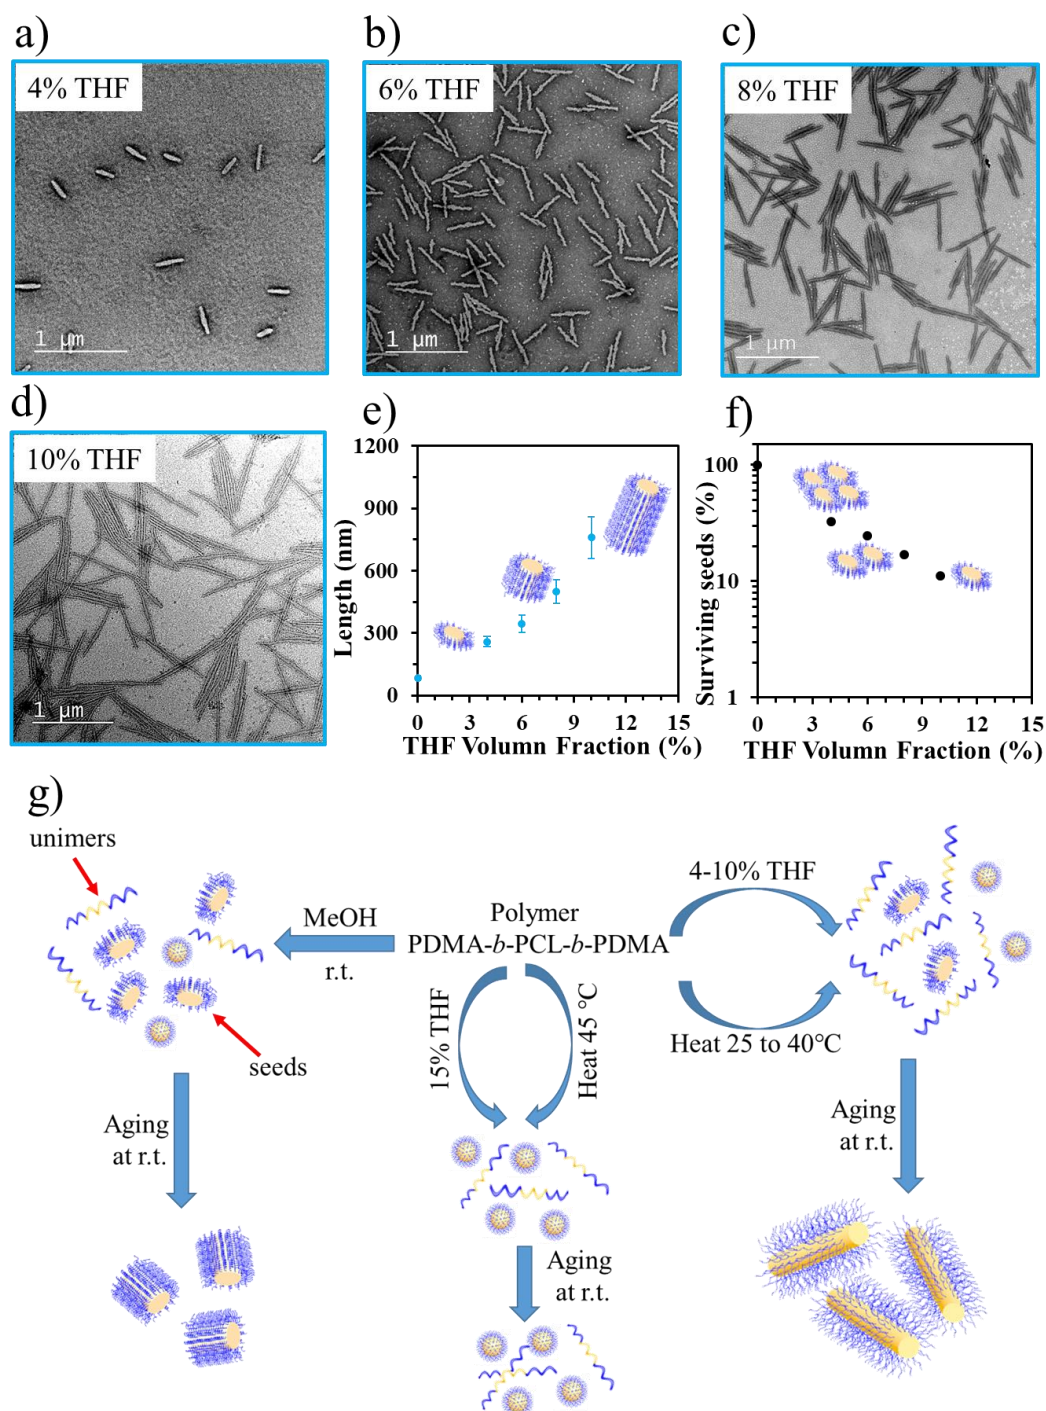 a)
4% THF
1 µm
b)
6% THF
1 µm
c)
8% THF
1 µm
d)
10% THF
1 µm
e)
1200
900
600
300
0
Length (nm)
0 3 6 9 12 15
THF Volumn Fraction (%)
f)
100
10
1
Surviving seeds (%)
0 3 6 9 12 15
THF Volumn Fraction (%)
g)
unimers
seeds
MeOH
r.t.
Polymer
PDMA-b-PCL-b-PDMA
4-10% THF
Heat 25 to 40°C
15% THF
Heat 45 °C
Aging
at r.t.
Aging
at r.t.
Aging
at r.t.